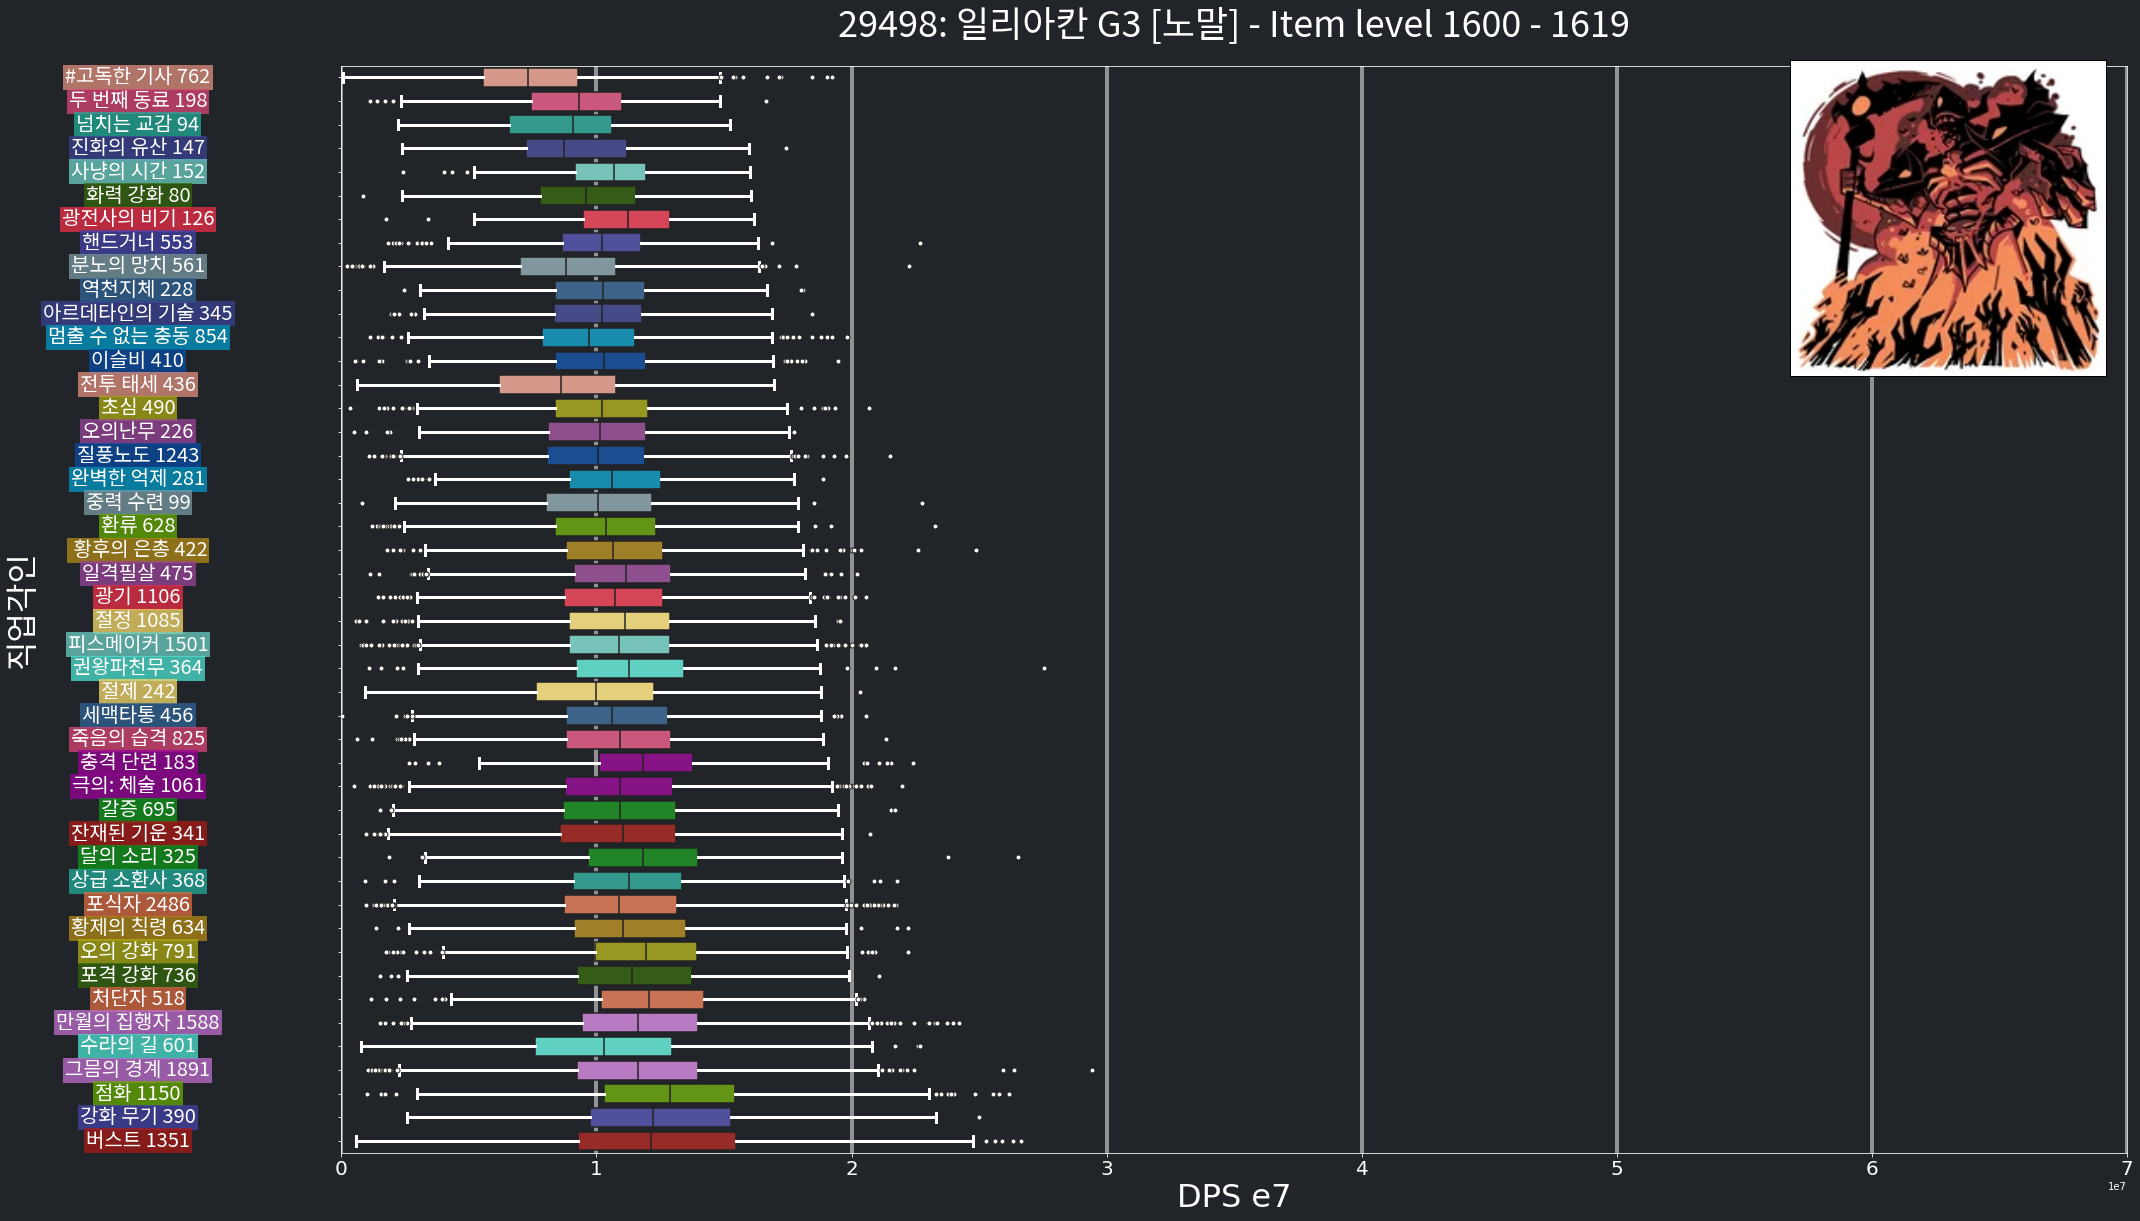 29498: 일리아칸 G3 [노말] - Item level 1600 - 1619
#고독한 기사 762
두 번째 동료 198
넘치는 교감 94
진화의 유산 147
사냥의 시간 152
화력 강화 80
광전사의 비기 126
핸드거너 553
분노의 망치 561
역천지체 228
아르데타인의 기술 345
멈출 수 없는 충동 854
이슬비 410
전투 태세 436
초심 490
오의난무 226
질풍노도 1243
완벽한 억제 281
중력 수련 99
환류 628
황후의 은총 422
일격필살 475
광기 1106
절정 1085
피스메이커 1501
권왕파천무 364
절제 242
세맥타통 456
죽음의 습격 825
충격 단련 183
극의: 체술 1061
갈증 695
잔재된 기운 341
달의 소리 325
상급 소환사 368
포식자 2486
황제의 칙령 634
오의 강화 791
포격 강화 736
처단자 518
만월의 집행자 1588
수라의 길 601
그믐의 경계 1891
점화 1150
강화 무기 390
버스트 1351
직업각인
0 1 2 3 4 5 6 7
1e7
DPS e7